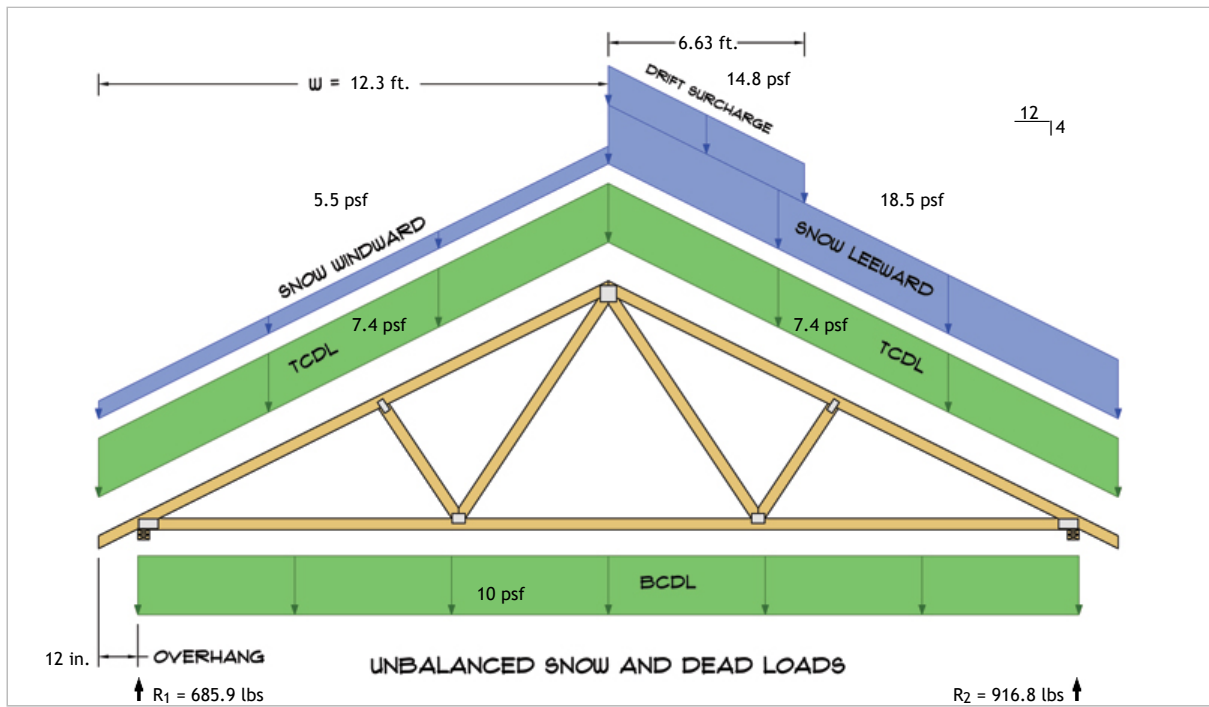 6.63 ft.
DRIFT SURCHARGE
14.8 psf
W = 12.3 ft.
12
4
5.5 psf
18.5 psf
SNOW WINDWARD
SNOW LEEWARD
7.4 psf
7.4 psf
TCDL
TCDL
10 psf
BCDL
12 in.
OVERHANG
UNBALANCED SNOW AND DEAD LOADS
R1 = 685.9 lbs
R2 = 916.8 lbs